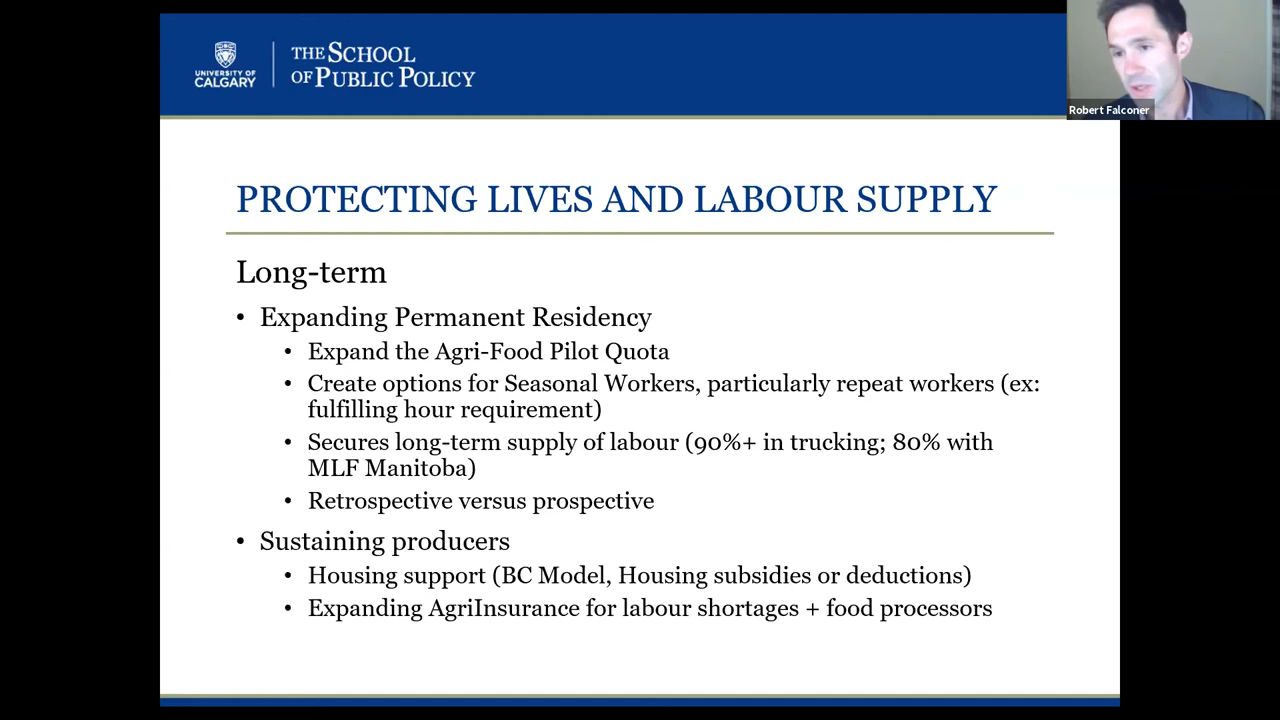 UNIVERSITY OF
CALGARY
THE SCHOOL
OF PUBLIC POLICY
Robert Falconer
PROTECTING LIVES AND LABOUR SUPPLY
Long-term
• Expanding Permanent Residency
• Expand the Agri-Food Pilot Quota
• Create options for Seasonal Workers, particularly repeat workers (ex:
fulfilling hour requirement)
• Secures long-term supply of labour (90%+ in trucking; 80% with
MLF Manitoba)
• Retrospective versus prospective
• Sustaining producers
• Housing support (BC Model, Housing subsidies or deductions)
• Expanding AgriInsurance for labour shortages + food processors